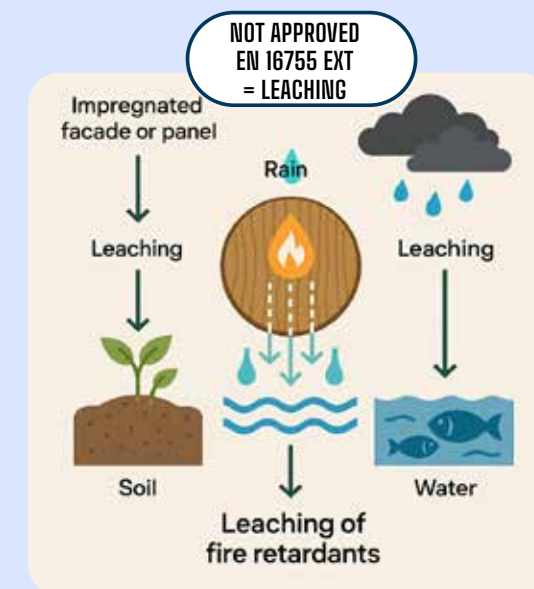 NOT APPROVED
EN 16755 EXT
= LEACHING
Impregnated
facade or panel
Rain
Leaching
Leaching
Soil
Water
Leaching of
fire retardants